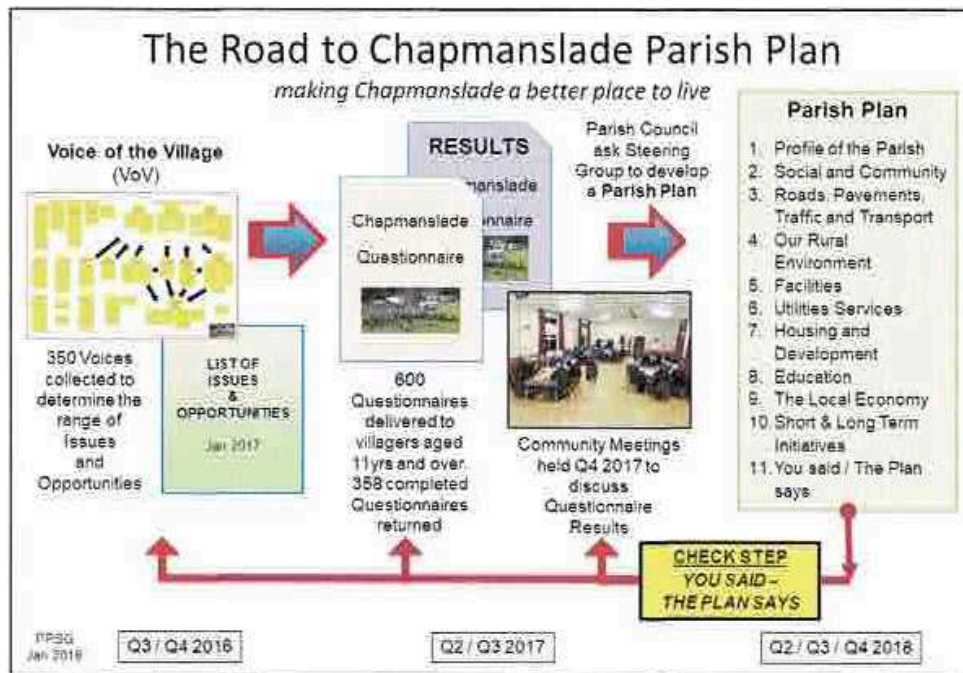 The Road to Chapmanslade Parish Plan
making Chapmanslade a better place to live
Voice of the Village
(VoV)
350 Voices
collected to
determine the
range of
Issues
and
Opportunities
LIST OF
ISSUES
&
OPPORTUNITIES
Jan 2017
RESULTS
manslade
onnaire
Chapmanslade
Questionnaire
600
Questionnaires
delivered to
villagers aged
11yrs and over.
358 completed
Questionnaires
returned
Parish Council
ask Steering
Group to develop
a Parish Plan
Community Meetings
held Q4 2017 to
discuss
Questionnaire
Results
Parish Plan
1. Profile of the Parish
2. Social and Community
3. Roads, Pavements,
Traffic and Transport
4. Our Rural
Environment
5. Facilities
6. Utilities Services
7. Housing and
Development
8. Education
9. The Local Economy
10. Short & Long Term
Initiatives
11. You said / The Plan
says
CHECK STEP
YOU SAID –
THE PLAN SAYS
PPSG
Jan 2018
Q3 / Q4 2016
Q2 / Q3 2017
Q2 / Q3 / Q4 2018